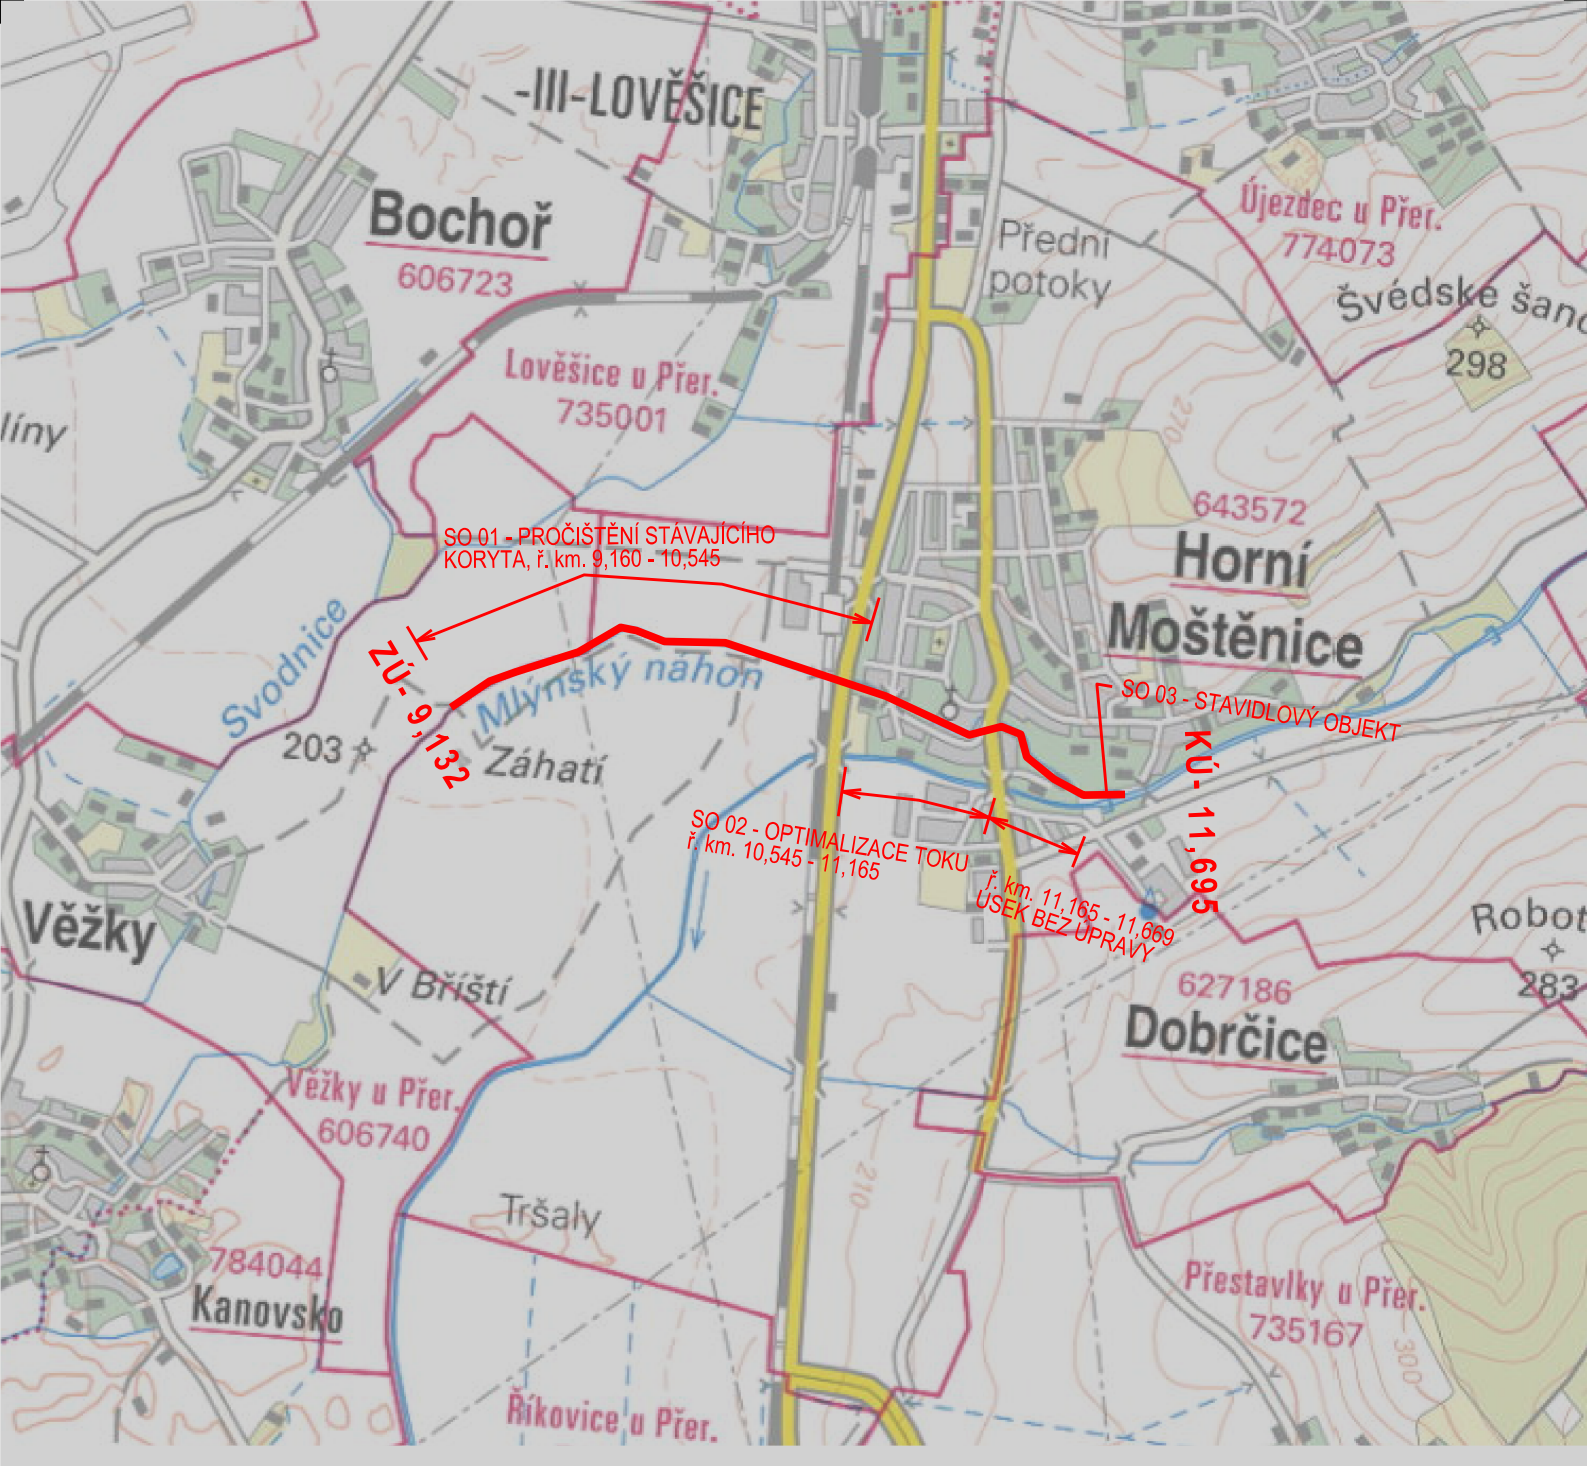 -III-LOVĚŠICE
Bochoř
606723
Újezdec u Přer.
774073
Přední
potoky
Švédské šanc
298
Lověšice u Přer.
735001
270
líny
643572
Horní
Moštěnice
SO 01 - PROČIŠTĚNÍ STÁVAJÍCÍHO
KORYTA, ř. km. 9,160 - 10,545
Svodnice
ZÚ- 9,132
Mlýnský náhon
203
Záhatí
SO 03 - STAVIDLOVÝ OBJEKT
KÚ- 11,695
SO 02 - OPTIMALIZACE TOKU
ř. km. 10,545 - 11,165
ř. km. 11,165 - 11,669
ÚSEK BEZ ÚPRAVY
Věžky
V Bříští
Robot
283
627186
Dobrčice
Věžky u Přer.
606740
210
Tršaly
784044
Kanovsko
Přestavlky u Přer.
735167
300
Říkovice u Přer.